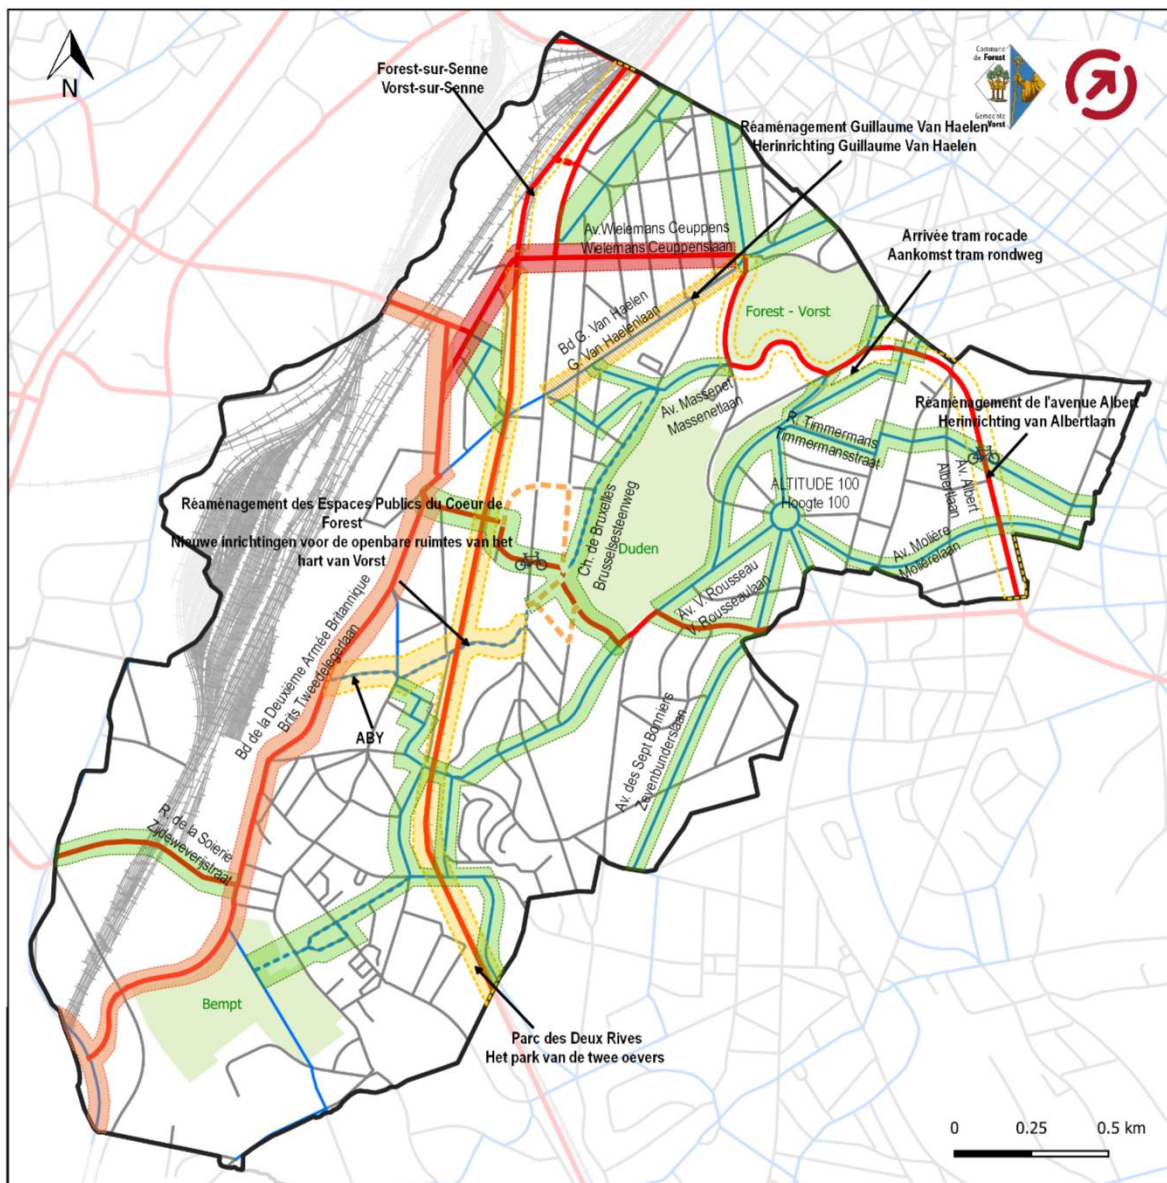 N
Commune
de Forest
Gemeente
Vorst
Forest-sur-Senne
Vorst-sur-Senne
Réaménagement Guillaume Van Haelen
Herinrichting Guillaume Van Haelen
Av.Wielemans Ceuppens
Wielemans Ceuppenslaan
Arrivée tram rocade
Aankomst tram rondweg
Bd G. Van Haelen
G. Van Haelenlaan
Forest - Vorst
Av. Massenet
Massenetlaan
Réaménagement de l'avenue Albert
Herinrichting van Albertlaan
R. Timmermans
Timmermansstraat
Av. Albert
Albertlaan
ALTITUDE 100
Hoogte 100
Réaménagement des Espaces Publics du Coeur de
Forest
Nieuwe inrichtingen voor de openbare ruimtes van het
hart van Vorst
Ch. de Bruxelles
Brusselsesteenweg
Duden
Av. Molière
Molièrelaan
Av. V. Rousseau
V. Rousseaulaan
Bd de la Deuxième Armée Britannique
Brits Tweedelegerlaan
ABY
Av. des Sept Bonniers
Zevenbunderslaan
R. de la Soierie
Zijdeweverijstraat
Bempt
Parc des Deux Rives
Het park van de twee oevers
0 0.25 0.5 km